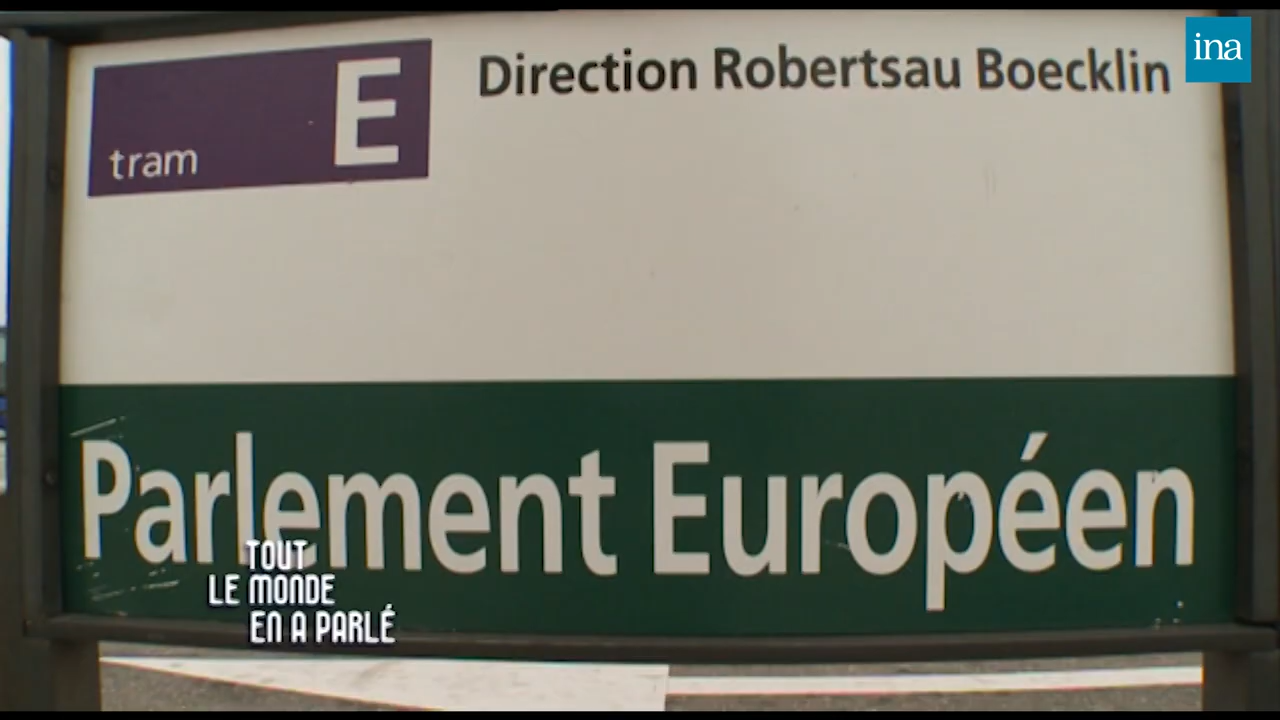 ina
tram E
Direction Robertsau Boecklin
Parlement Européen
TOUT
LE MONDE
EN A PARLÉ